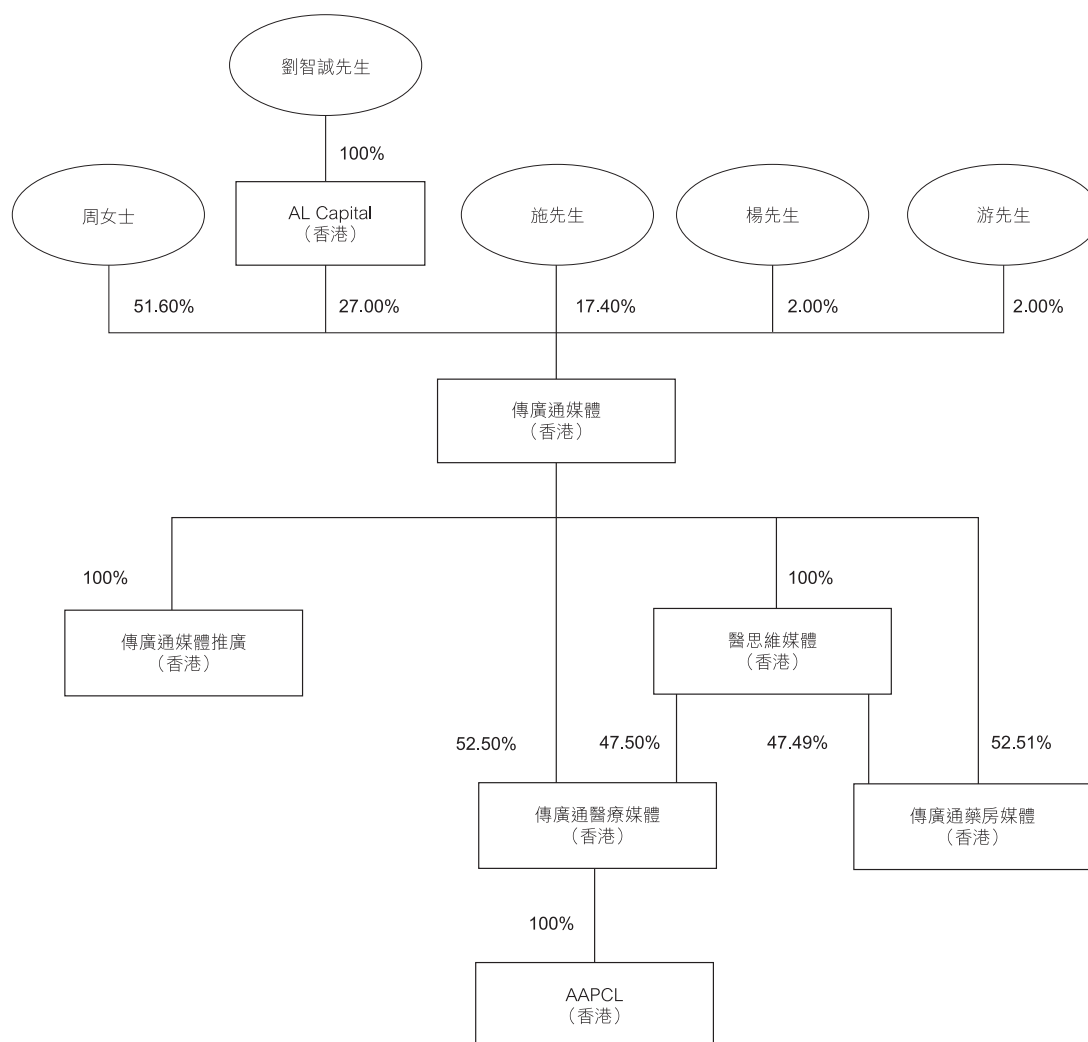 劉智誠先生
100%
周女士
AL Capital
（香港）
施先生
楊先生
游先生
51.60%
27.00%
17.40%
2.00%
2.00%
傳廣通媒體
（香港）
100%
100%
傳廣通媒體推廣
（香港）
醫思維媒體
（香港）
52.50%
47.50%
47.49%
52.51%
傳廣通醫療媒體
（香港）
傳廣通藥房媒體
（香港）
100%
AAPCL
（香港）